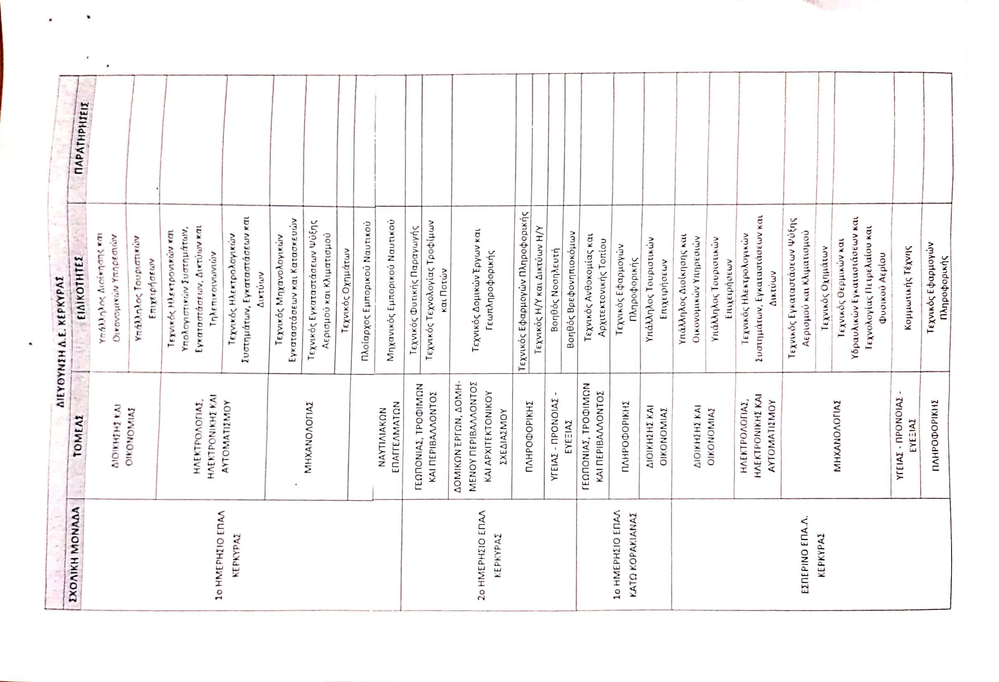 ΔΙΕΥΘΥΝΣΗ Δ.Ε. ΚΕΡΚΥΡΑΣ
ΣΧΟΛΙΚΗ ΜΟΝΑΔΑ ΤΟΜΕΑΣ ΕΙΔΙΚΟΤΗΤΕΣ ΠΑΡΑΤΗΡΗΣΕΙΣ
1ο ΗΜΕΡΗΣΙΟ ΕΠΑΛ
ΚΕΡΚΥΡΑΣ
ΔΙΟΙΚΗΣΗΣ ΚΑΙ
ΟΙΚΟΝΟΜΙΑΣ
Υπάλληλος Διοίκησης και
Οικονομικών Υπηρεσιών
Υπάλληλος Τουριστικών
Επιχειρήσεων
ΗΛΕΚΤΡΟΛΟΓΙΑΣ,
ΗΛΕΚΤΡΟΝΙΚΗΣ ΚΑΙ
ΑΥΤΟΜΑΤΙΣΜΟΥ
Τεχνικός Ηλεκτρονικών και
Υπολογιστικών Συστημάτων,
Εγκαταστάσεων, Δικτύων και
Τηλεπικοινωνιών
Τεχνικός Ηλεκτρολογικών
Συστημάτων, Εγκαταστάσεων και
Δικτύων
ΜΗΧΑΝΟΛΟΓΙΑΣ
Τεχνικός Μηχανολογικών
Εγκαταστάσεων και Κατασκευών
Τεχνικός Εγκαταστάσεων Ψύξης
Αερισμού και Κλιματισμού
Τεχνικός Οχημάτων
ΝΑΥΤΙΛΙΑΚΩΝ
ΕΠΑΓΓΕΛΜΑΤΩΝ
Πλοίαρχος Εμπορικού Ναυτικού
Μηχανικός Εμπορικού Ναυτικού
2ο ΗΜΕΡΗΣΙΟ ΕΠΑΛ
ΚΕΡΚΥΡΑΣ
ΓΕΩΠΟΝΙΑΣ, ΤΡΟΦΙΜΩΝ
ΚΑΙ ΠΕΡΙΒΑΛΛΟΝΤΟΣ
Τεχνικός Φυτικής Παραγωγής
Τεχνικός Τεχνολογίας Τροφίμων
και Ποτών
ΔΟΜΙΚΩΝ ΈΡΓΩΝ, ΔΟΜΗ-
ΜΕΝΟΥ ΠΕΡΙΒΑΛΛΟΝΤΟΣ
ΚΑΙ ΑΡΧΙΤΕΚΤΟΝΙΚΟΥ
ΣΧΕΔΙΑΣΜΟΥ
Τεχνικός Δομικών Έργων και
Γεωπληροφορικής
ΠΛΗΡΟΦΟΡΙΚΗΣ
Τεχνικός Εφαρμογών Πληροφορικής
Τεχνικός Η/Υ και Δικτύων Η/Υ
ΥΓΕΙΑΣ - ΠΡΟΝΟΙΑΣ -
ΕΥΕΞΙΑΣ
Βοηθός Νοσηλευτή
Βοηθός Βρεφονηπιοκόμων
1ο ΗΜΕΡΗΣΙΟ ΕΠΑΛ
ΚΑΤΩ ΚΟΡΑΚΙΑΝΑΣ
ΓΕΩΠΟΝΙΑΣ, ΤΡΟΦΙΜΩΝ
ΚΑΙ ΠΕΡΙΒΑΛΛΟΝΤΟΣ
Τεχνικός Ανθοκομίας και
Αρχιτεκτονικής Τοπίου
ΠΛΗΡΟΦΟΡΙΚΗΣ
Τεχνικός Εφαρμογών
Πληροφορικής
ΔΙΟΙΚΗΣΗΣ ΚΑΙ
ΟΙΚΟΝΟΜΙΑΣ
Υπάλληλος Τουριστικών
Επιχειρήσεων
ΕΣΠΕΡΙΝΟ ΕΠΑ.Λ.
ΚΕΡΚΥΡΑΣ
ΔΙΟΙΚΗΣΗΣ ΚΑΙ
ΟΙΚΟΝΟΜΙΑΣ
Υπάλληλος Διοίκησης και
Οικονομικών Υπηρεσιών
Υπάλληλος Τουριστικών
Επιχειρήσεων
ΗΛΕΚΤΡΟΛΟΓΙΑΣ,
ΗΛΕΚΤΡΟΝΙΚΗΣ ΚΑΙ
ΑΥΤΟΜΑΤΙΣΜΟΥ
Τεχνικός Ηλεκτρολογικών
Συστημάτων, Εγκαταστάσεων και
Δικτύων
ΜΗΧΑΝΟΛΟΓΙΑΣ
Τεχνικός Εγκαταστάσεων Ψύξης
Αερισμού και Κλιματισμού
Τεχνικός Οχημάτων
Τεχνικός Θερμικών και
Υδραυλικών Εγκαταστάσεων και
Τεχνολογίας Πετρελαίου και
Φυσικού Αερίου
ΥΓΕΙΑΣ - ΠΡΟΝΟΙΑΣ -
ΕΥΕΞΙΑΣ
Κομμωτικής Τέχνης
ΠΛΗΡΟΦΟΡΙΚΗΣ
Τεχνικός Εφαρμογών
Πληροφορικής